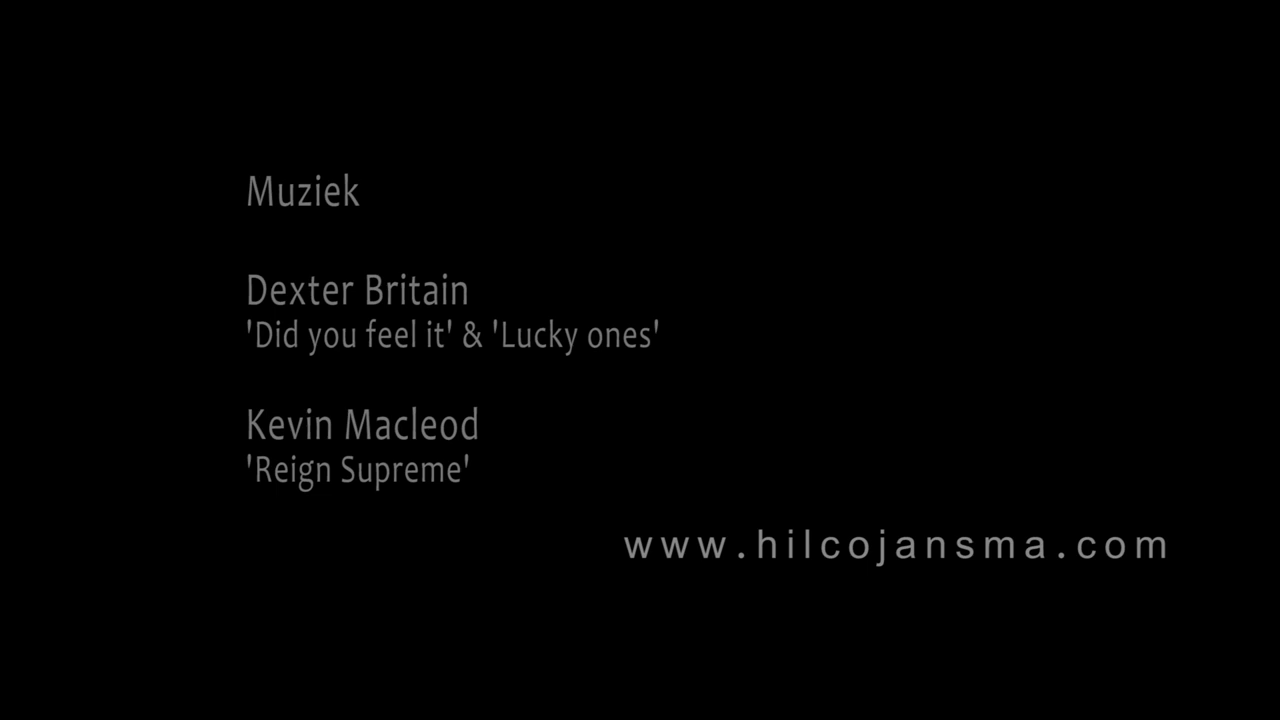 Muziek
Dexter Britain
'Did you feel it' & 'Lucky ones'
Kevin Macleod
'Reign Supreme'
www.hilcojansma.com